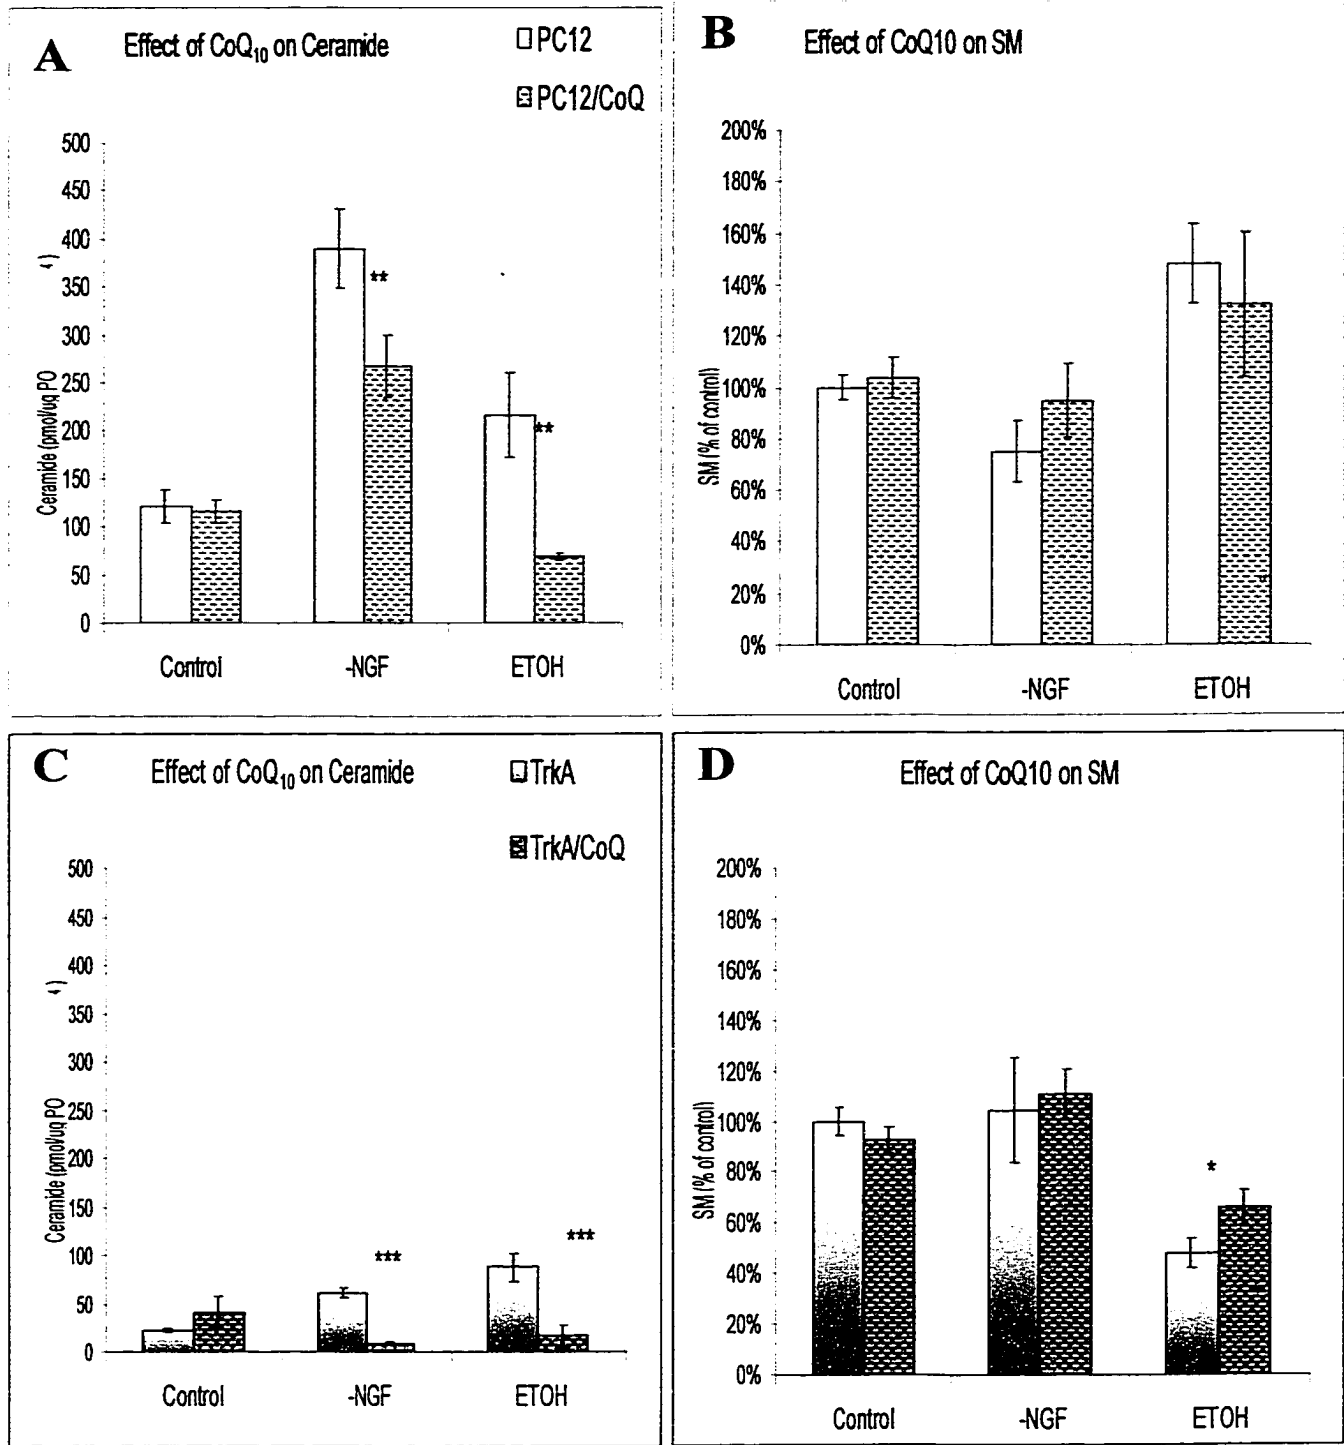 A
Effect of CoQ10 on Ceramide
PC12
PC12/CoQ
500
450
400
350
300
250
200
150
100
50
0
Ceramide (pmol/ug PO
4 )
**
**
Control
-NGF
ETOH
B
Effect of CoQ10 on SM
200%
180%
160%
140%
120%
100%
80%
60%
40%
20%
0%
SM (% of control)
Control
-NGF
ETOH
C
Effect of CoQ10 on Ceramide
TrkA
TrkA/CoQ
500
450
400
350
300
250
200
150
100
50
0
Ceramide (pmol/ug PO
4 )
***
***
Control
-NGF
ETOH
D
Effect of CoQ10 on SM
200%
180%
160%
140%
120%
100%
80%
60%
40%
20%
0%
SM (% of control)
*
Control
-NGF
ETOH